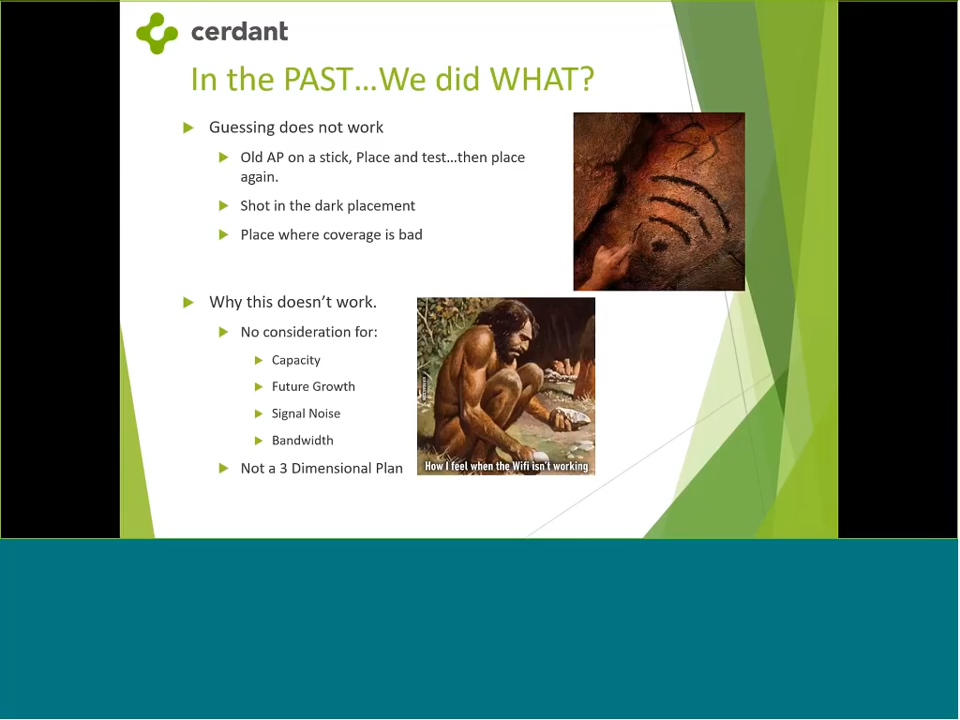 cerdant
In the PAST...We did WHAT?
Guessing does not work
Old AP on a stick, Place and test...then place
again.
Shot in the dark placement
Place where coverage is bad
Why this doesn't work.
No consideration for:
Capacity
Future Growth
Signal Noise
Bandwidth
Not a 3 Dimensional Plan
How I feel when the Wifi isn't working